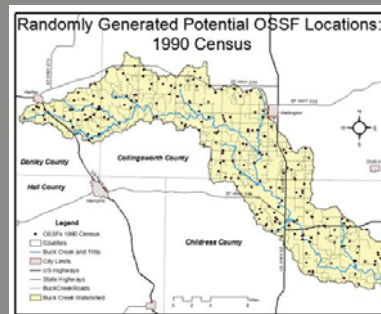 Randomly Generated Potential OSSF Locations:
1990 Census
Hedley
Wellington
Donley County
Collingsworth County
Hall County
Memphis
Childress County
Legend
OSSFs 1990 Census
Counties
Buck Creek and Tribs
City Limits
US Highways
State Highways
BuckCreekRoads
Buck Creek Watershed